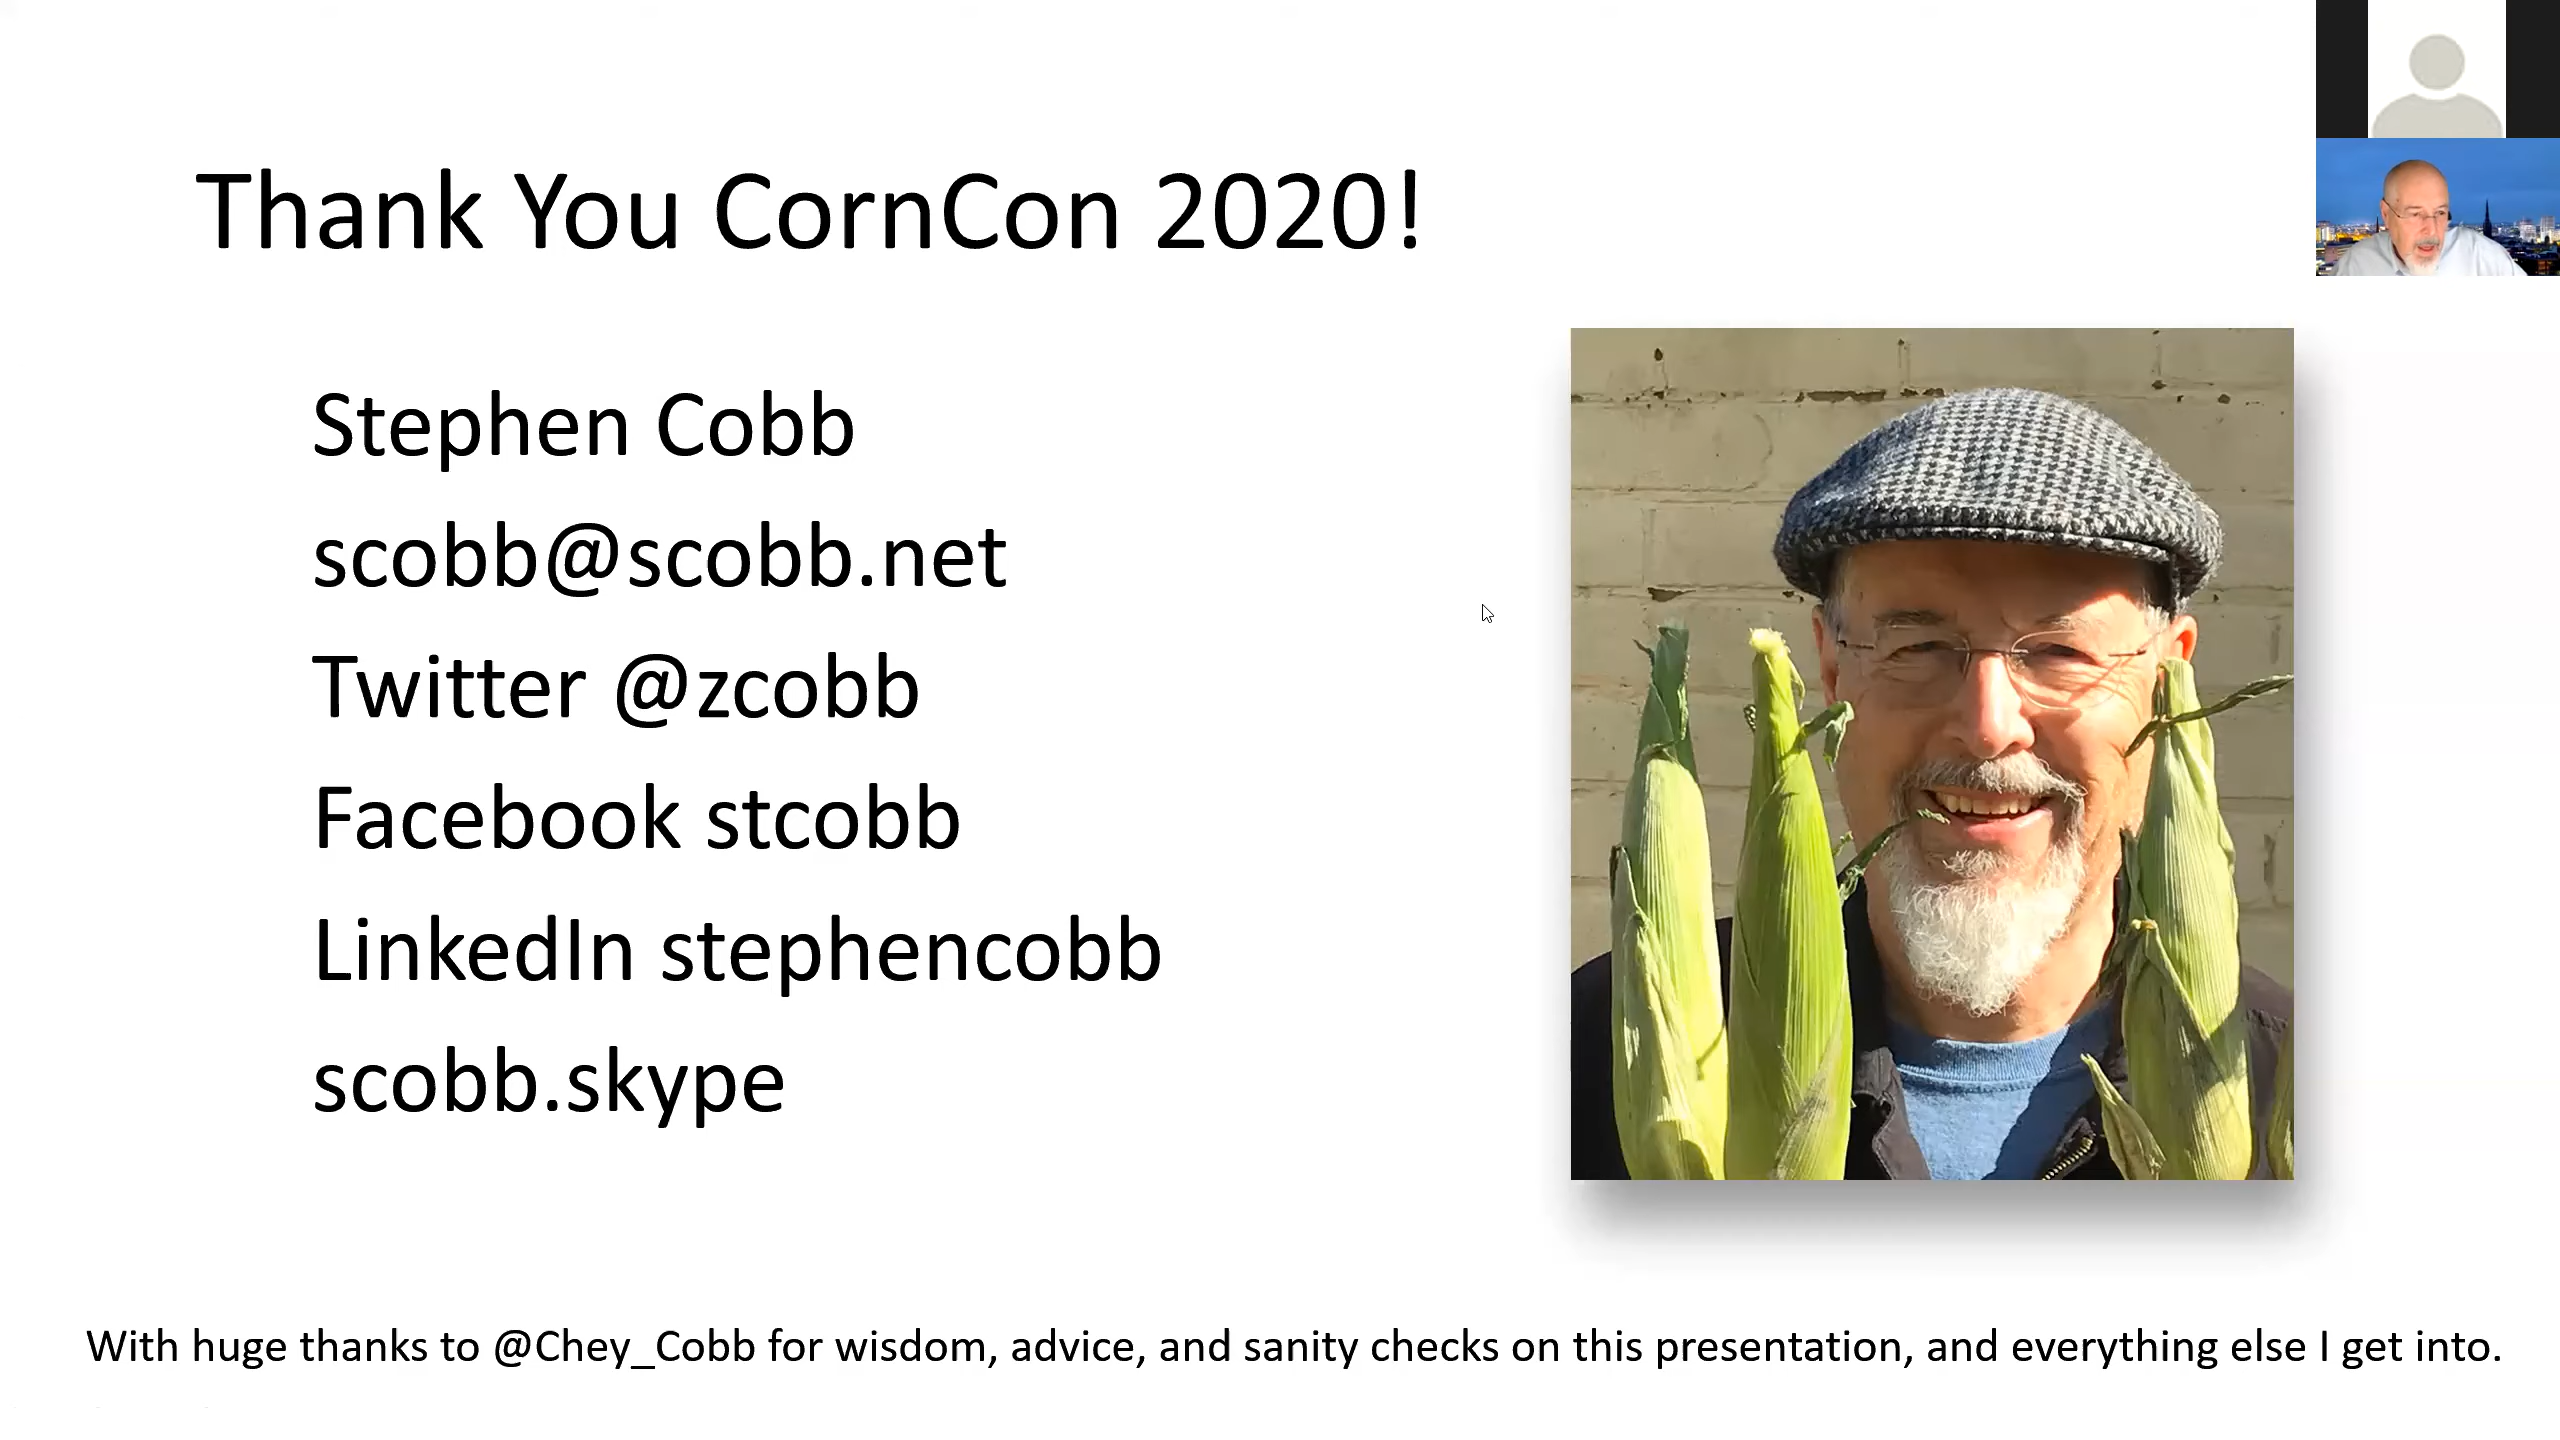 Thank You CornCon 2020!
Stephen Cobb
scobb@scobb.net
Twitter @zcobb
Facebook stcobb
LinkedIn stephencobb
scobb.skype
With huge thanks to @Chey_Cobb for wisdom, advice, and sanity checks on this presentation, and everything else I get into.